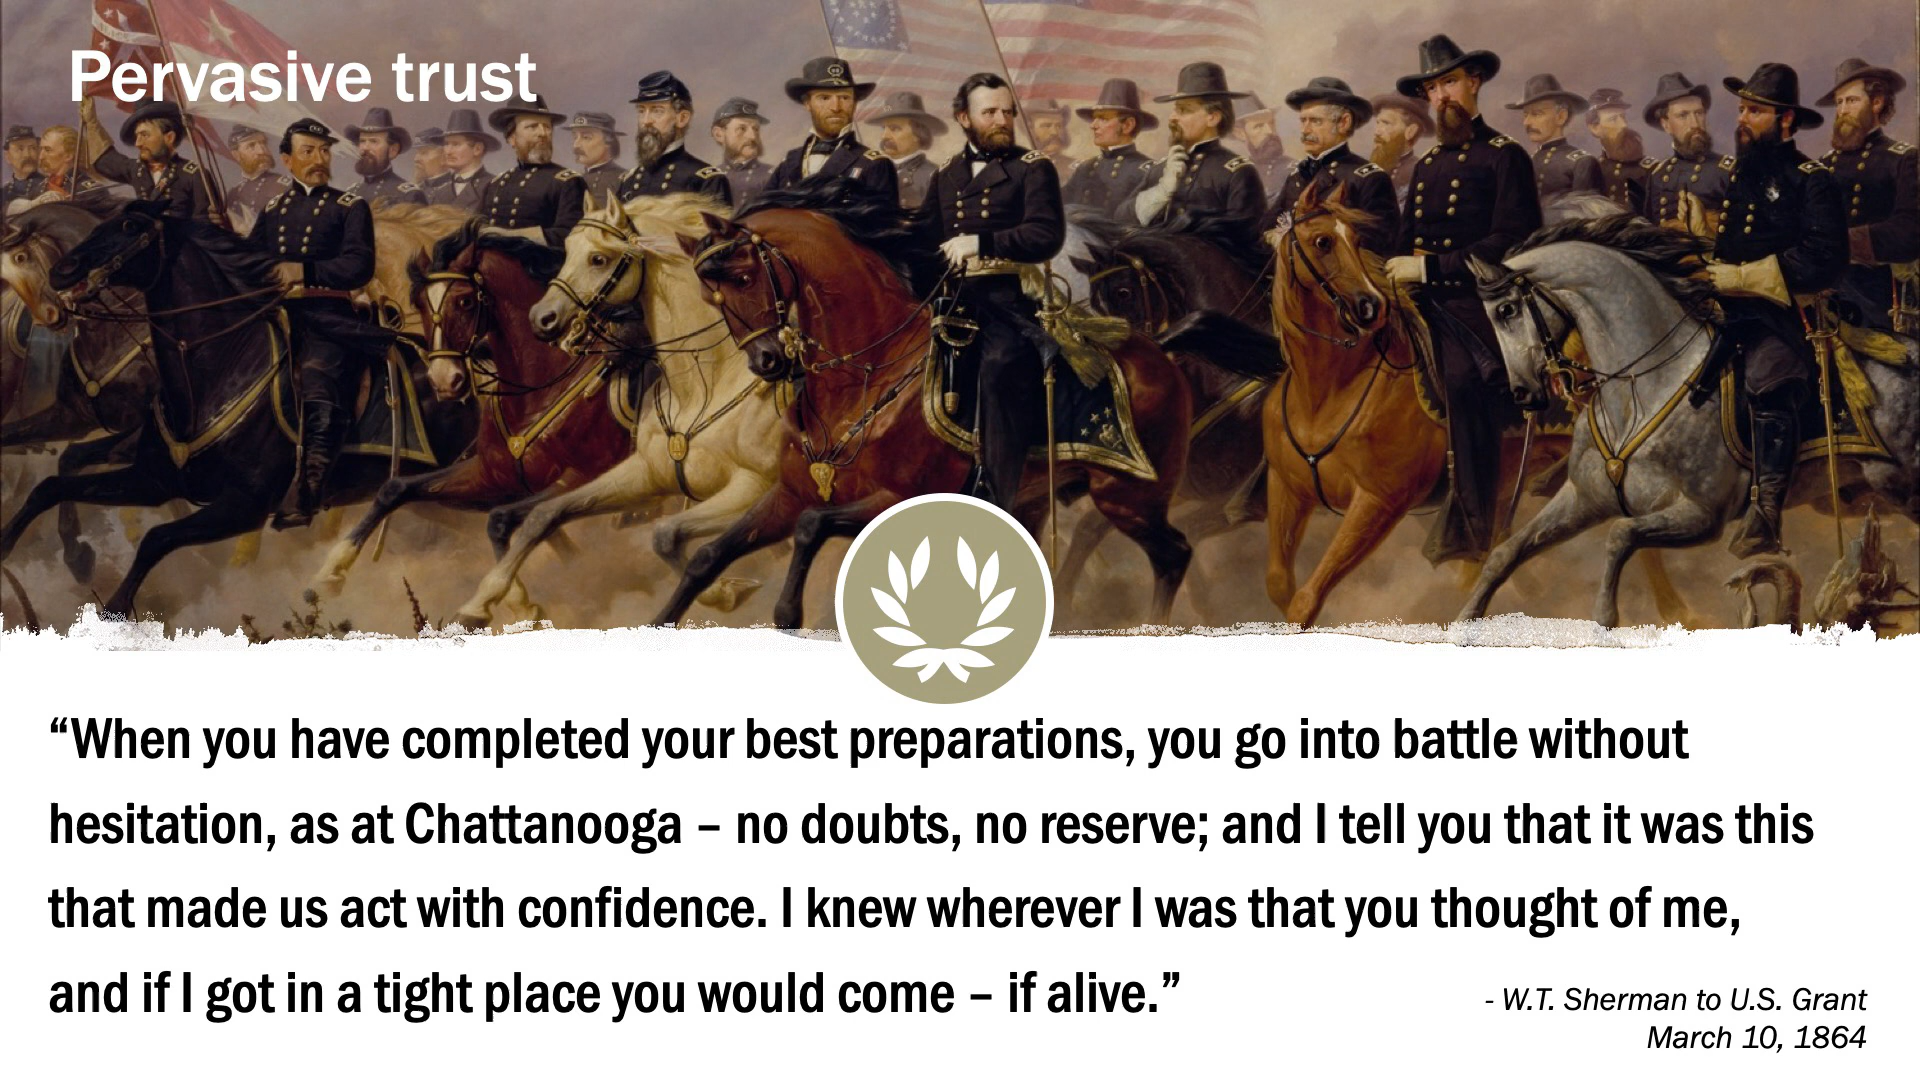 Pervasive trust
“When you have completed your best preparations, you go into battle without
hesitation, as at Chattanooga – no doubts, no reserve; and I tell you that it was this
that made us act with confidence. I knew wherever I was that you thought of me,
and if I got in a tight place you would come – if alive.”
- W.T. Sherman to U.S. Grant
March 10, 1864